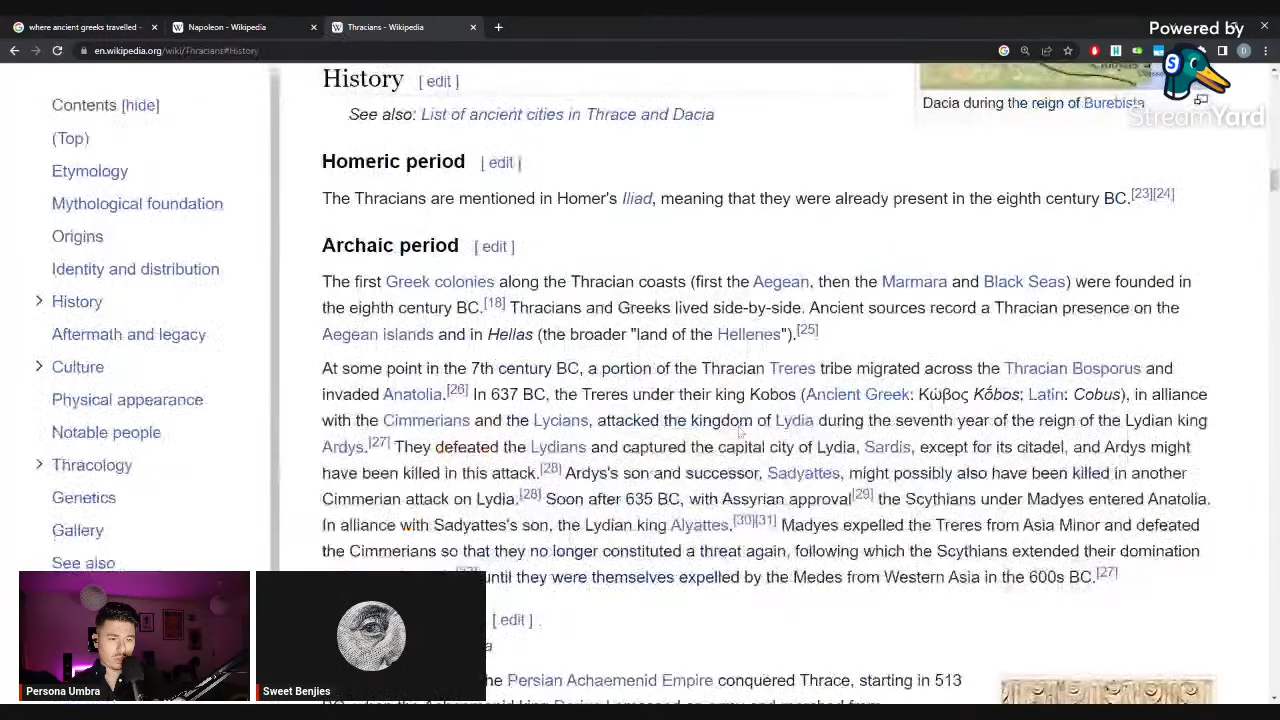 where ancient greeks travelled -
Napoleon - Wikipedia
Thracians - Wikipedia
Powered by
en.wikipedia.org/wiki/Thracians#History
StreamYard
Contents [hide]
(Top)
Etymology
Mythological foundation
Origins
Identity and distribution
History
Aftermath and legacy
Culture
Physical appearance
Notable people
Thracology
Genetics
Gallery
See also
History [ edit ]
Dacia during the reign of Burebista
See also: List of ancient cities in Thrace and Dacia
Homeric period [ edit ]
The Thracians are mentioned in Homer's Iliad, meaning that they were already present in the eighth century BC.[23][24]
Archaic period [ edit ]
The first Greek colonies along the Thracian coasts (first the Aegean, then the Marmara and Black Seas) were founded in
the eighth century BC.[18] Thracians and Greeks lived side-by-side. Ancient sources record a Thracian presence on the
Aegean islands and in Hellas (the broader "land of the Hellenes").[25]
At some point in the 7th century BC, a portion of the Thracian Treres tribe migrated across the Thracian Bosporus and
invaded Anatolia.[26] In 637 BC, the Treres under their king Kobos (Ancient Greek: Κώβος Kṓbos; Latin: Cobus), in alliance
with the Cimmerians and the Lycians, attacked the kingdom of Lydia during the seventh year of the reign of the Lydian king
Ardys.[27] They defeated the Lydians and captured the capital city of Lydia, Sardis, except for its citadel, and Ardys might
have been killed in this attack.[28] Ardys's son and successor, Sadyattes, might possibly also have been killed in another
Cimmerian attack on Lydia.[28] Soon after 635 BC, with Assyrian approval[29] the Scythians under Madyes entered Anatolia.
In alliance with Sadyattes's son, the Lydian king Alyattes,[30][31] Madyes expelled the Treres from Asia Minor and defeated
the Cimmerians so that they no longer constituted a threat again, following which the Scythians extended their domination
until they were themselves expelled by the Medes from Western Asia in the 600s BC.[27]
[ edit ]
the Persian Achaemenid Empire conquered Thrace, starting in 513
Persona Umbra
Sweet Benjies